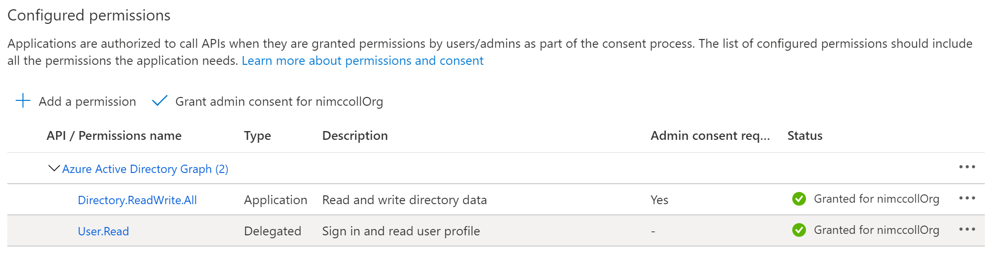 Configured permissions
Applications are authorized to call APIs when they are granted permissions by users/admins as part of the consent process. The list of configured permissions should include
all the permissions the application needs. Learn more about permissions and consent
Add a permission Grant admin consent for nimccollOrg
API / Permissions name Type Description Admin consent req... Status
Azure Active Directory Graph (2)
Directory.ReadWrite.All Application Read and write directory data Yes Granted for nimccollOrg
User.Read Delegated Sign in and read user profile - Granted for nimccollOrg